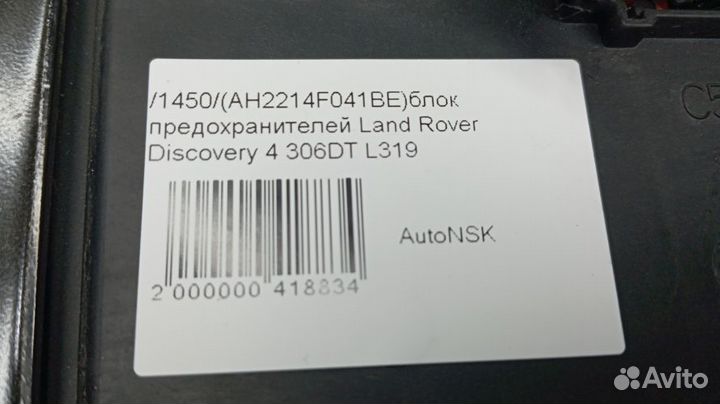 /1450/(AH2214F041BE)блок
предохранителей Land Rover
Discovery 4 306DT L319
AutoNSK
2 000000 418834
Avito